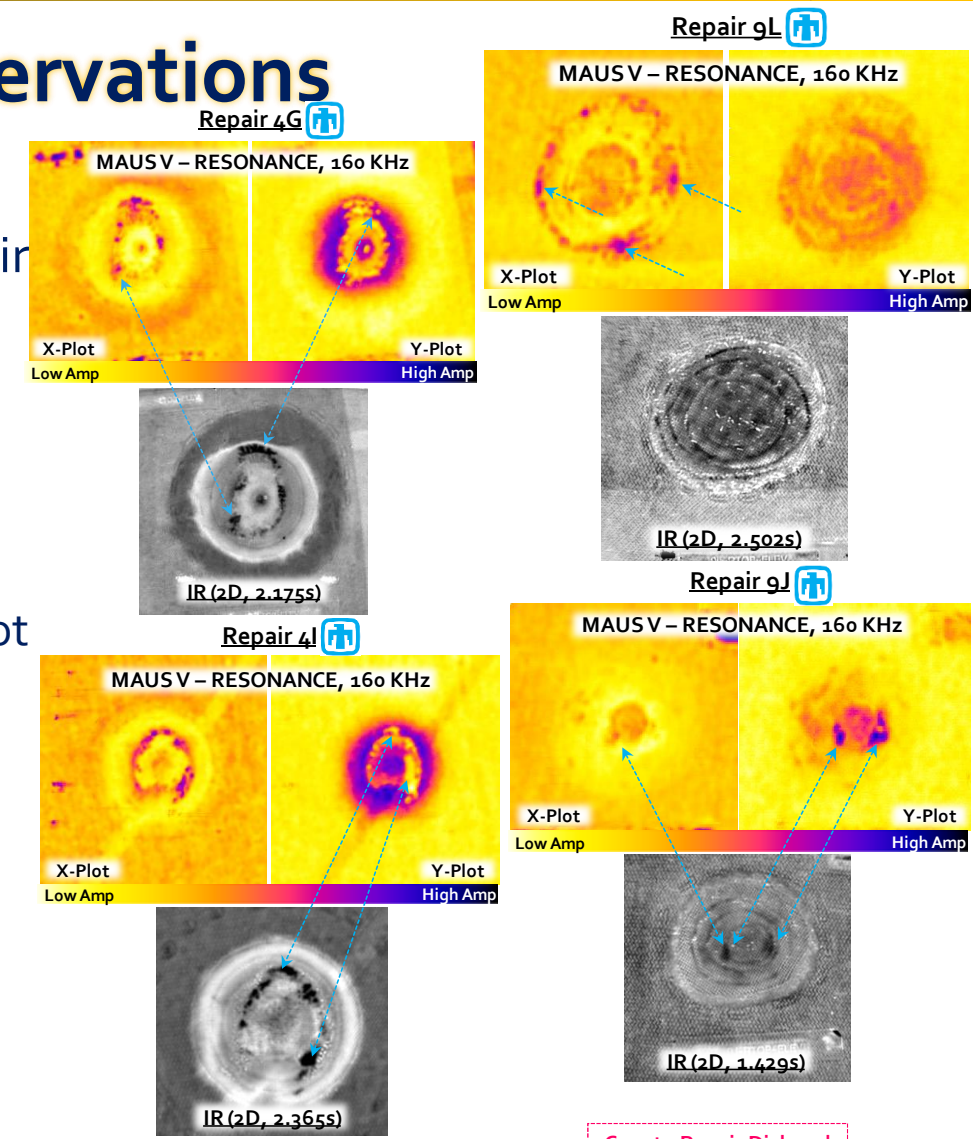 ervations
Repair 4G
MAUS V – RESONANCE, 160 KHz
X-Plot
Y-Plot
Low Amp
High Amp
IR (2D, 2.175s)
ir
ot
Repair 4I
MAUS V – RESONANCE, 160 KHz
X-Plot
Y-Plot
Low Amp
High Amp
IR (2D, 2.365s)
Repair 9L
MAUS V – RESONANCE, 160 KHz
X-Plot
Y-Plot
Low Amp
High Amp
IR (2D, 2.502s)
Repair 9J
MAUS V – RESONANCE, 160 KHz
X-Plot
Y-Plot
Low Amp
High Amp
IR (2D, 1.429s)